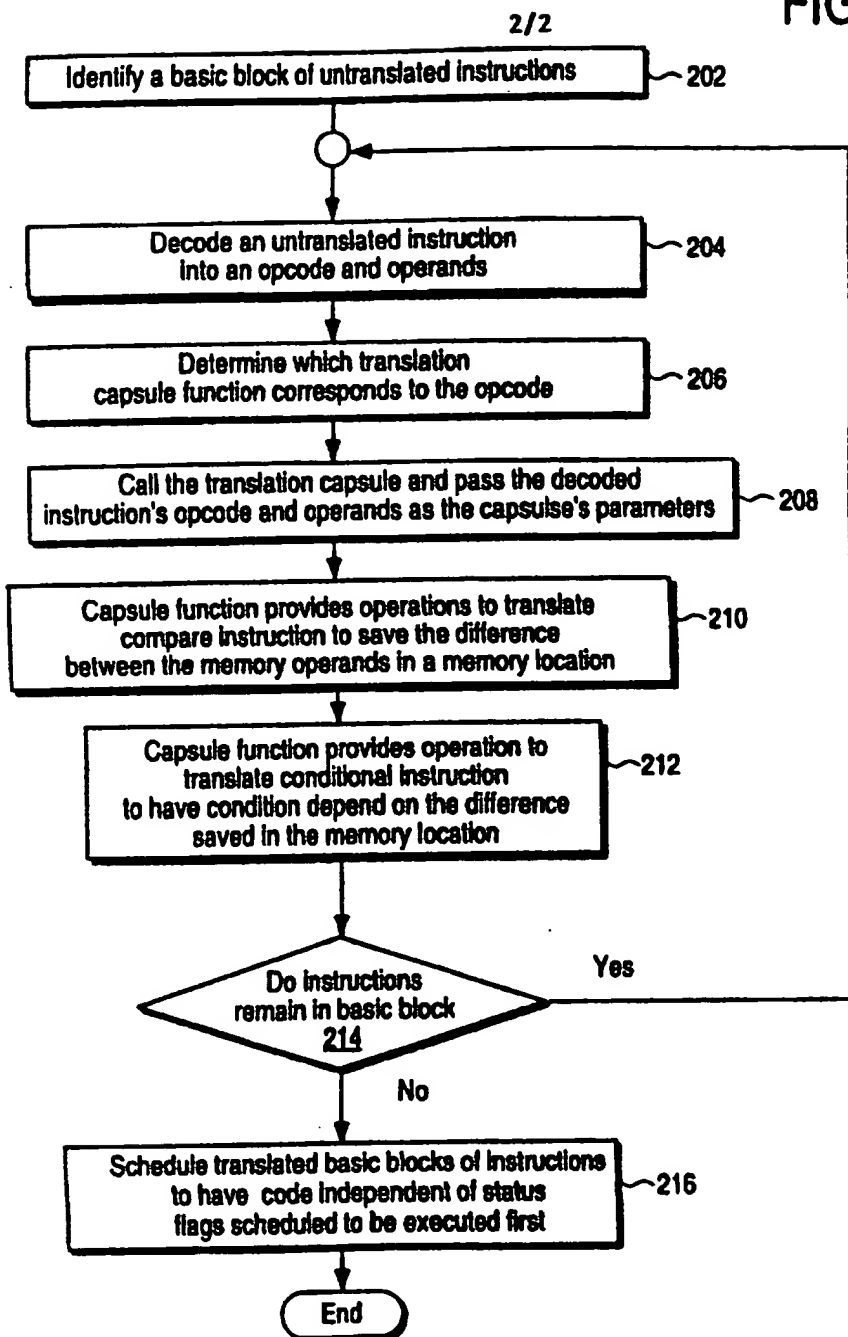 2/2
FIG
Identify a basic block of untranslated instructions
202
Decode an untranslated instruction
into an opcode and operands
204
Determine which translation
capsule function corresponds to the opcode
206
Call the translation capsule and pass the decoded
instruction's opcode and operands as the capsulse's parameters
208
Capsule function provides operations to translate
compare instruction to save the difference
between the memory operands in a memory location
210
Capsule function provides operation to
translate conditional instruction
to have condition depend on the difference
saved in the memory location
212
Do instructions
remain in basic block
214
Yes
No
Schedule translated basic blocks of instructions
to have code independent of status
flags scheduled to be executed first
216
End